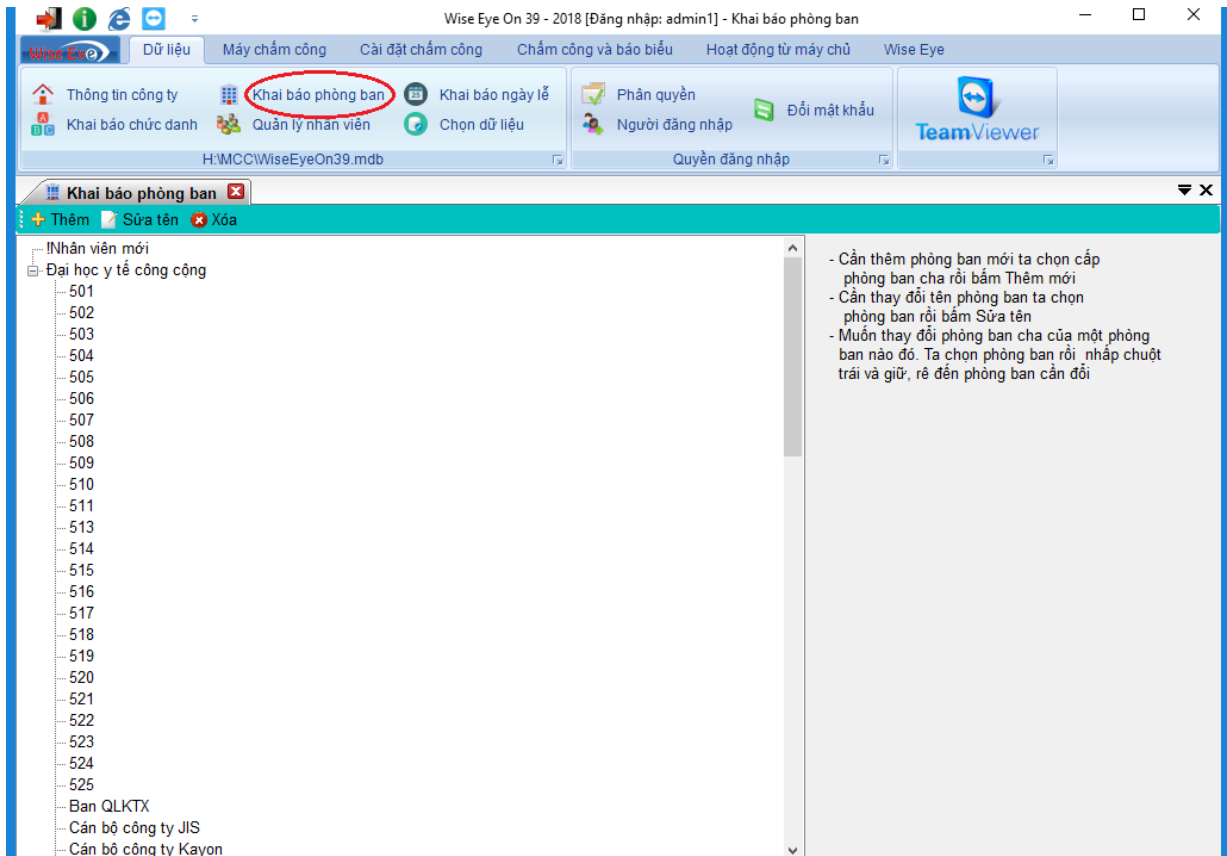 Wise Eye On 39 - 2018 [Đăng nhập: admin1] - Khai báo phòng ban
Wise Eye Dữ liệu Máy chấm công Cài đặt chấm công Chấm công và báo biểu Hoạt động từ máy chủ Wise Eye
Thông tin công ty Khai báo phòng ban Khai báo ngày lễ Phân quyền Đổi mật khẩu
Khai báo chức danh Quản lý nhân viên Chọn dữ liệu Người đăng nhập TeamViewer
H:\MCC\WiseEyeOn39.mdb Quyền đăng nhập
Khai báo phòng ban
Thêm Sửa tên Xóa
!Nhân viên mới
Đại học y tế công cộng
501
502
503
504
505
506
507
508
509
510
511
513
514
515
516
517
518
519
520
521
522
523
524
525
Ban QLKTX
Cán bộ công ty JIS
Cán bộ công ty Kayon
- Cần thêm phòng ban mới ta chọn cấp
phòng ban cha rồi bấm Thêm mới
- Cần thay đổi tên phòng ban ta chọn
phòng ban rồi bấm Sửa tên
- Muốn thay đổi phòng ban cha của một phòng
ban nào đó. Ta chọn phòng ban rồi nhấp chuột
trái và giữ, rê đến phòng ban cần đổi